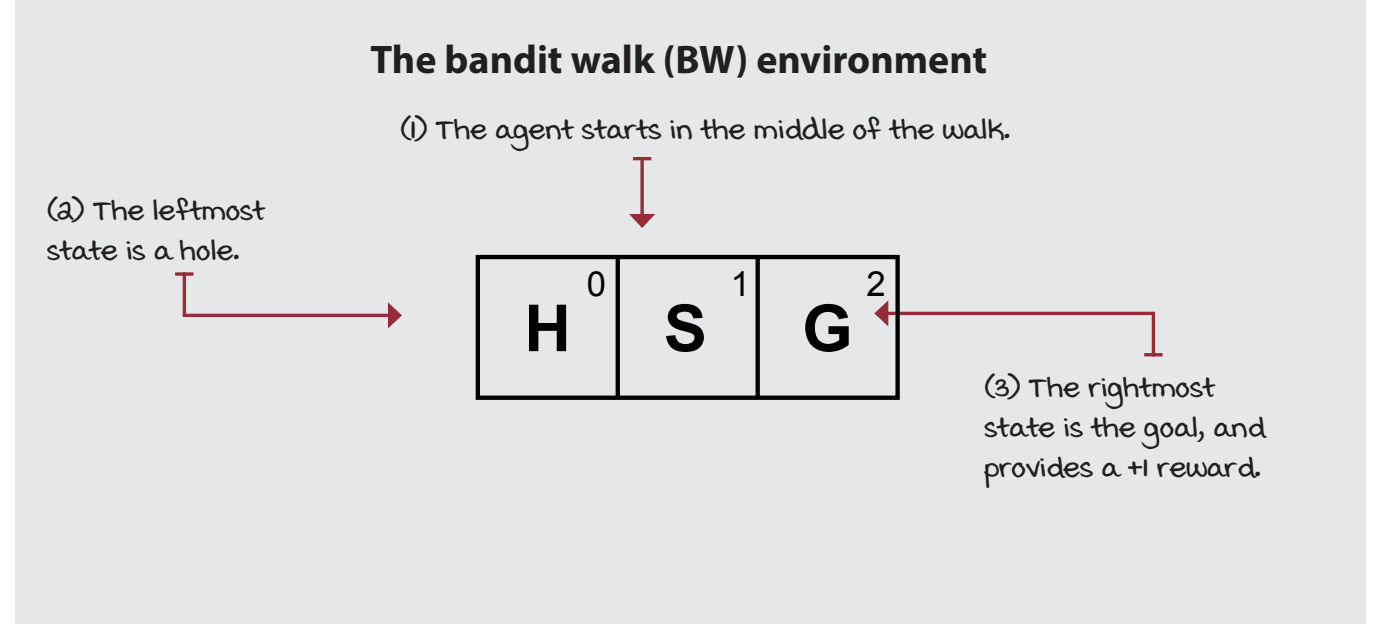 The bandit walk (BW) environment
(1) The agent starts in the middle of the walk.
(2) The leftmost
state is a hole.
0
1
2
H
S
G
(3) The rightmost
state is the goal, and
provides a +1 reward.